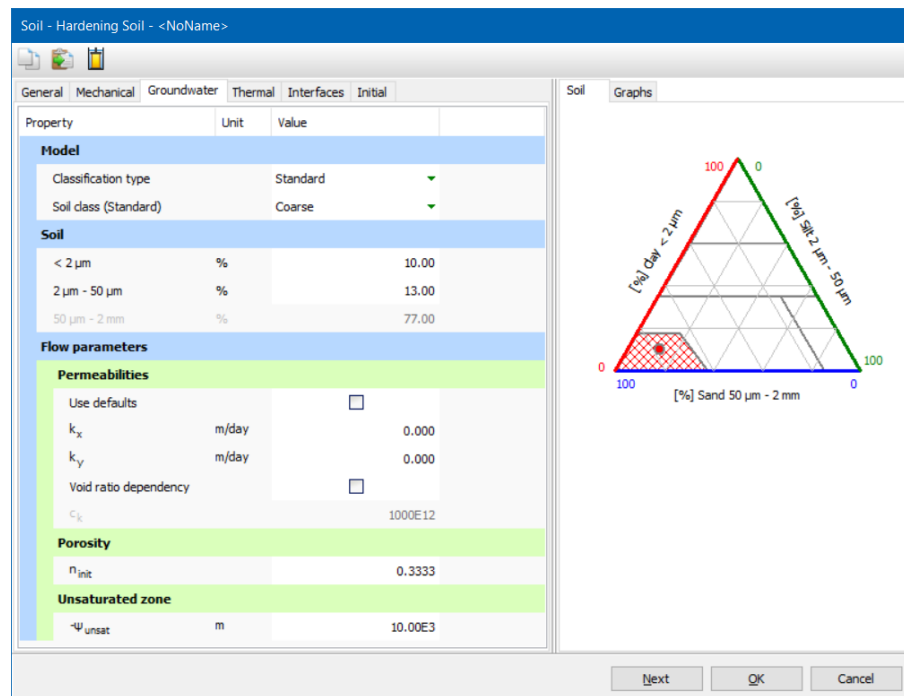 Soil - Hardening Soil - <NoName>
General Mechanical Groundwater Thermal Interfaces Initial
Property Unit Value
Model
Classification type Standard
Soil class (Standard) Coarse
Soil
< 2 µm % 10.00
2 µm - 50 µm % 13.00
50 µm - 2 mm % 77.00
Flow parameters
Permeabilities
Use defaults
kx m/day 0.000
ky m/day 0.000
Void ratio dependency
ck 1000E12
Porosity
ninit 0.3333
Unsaturated zone
-Ψunsat m 10.00E3
Soil Graphs
100 0
[%] Clay < 2 µm
[%] Silt 2 µm - 50 µm
0 100
100 0
[%] Sand 50 µm - 2 mm
Next OK Cancel